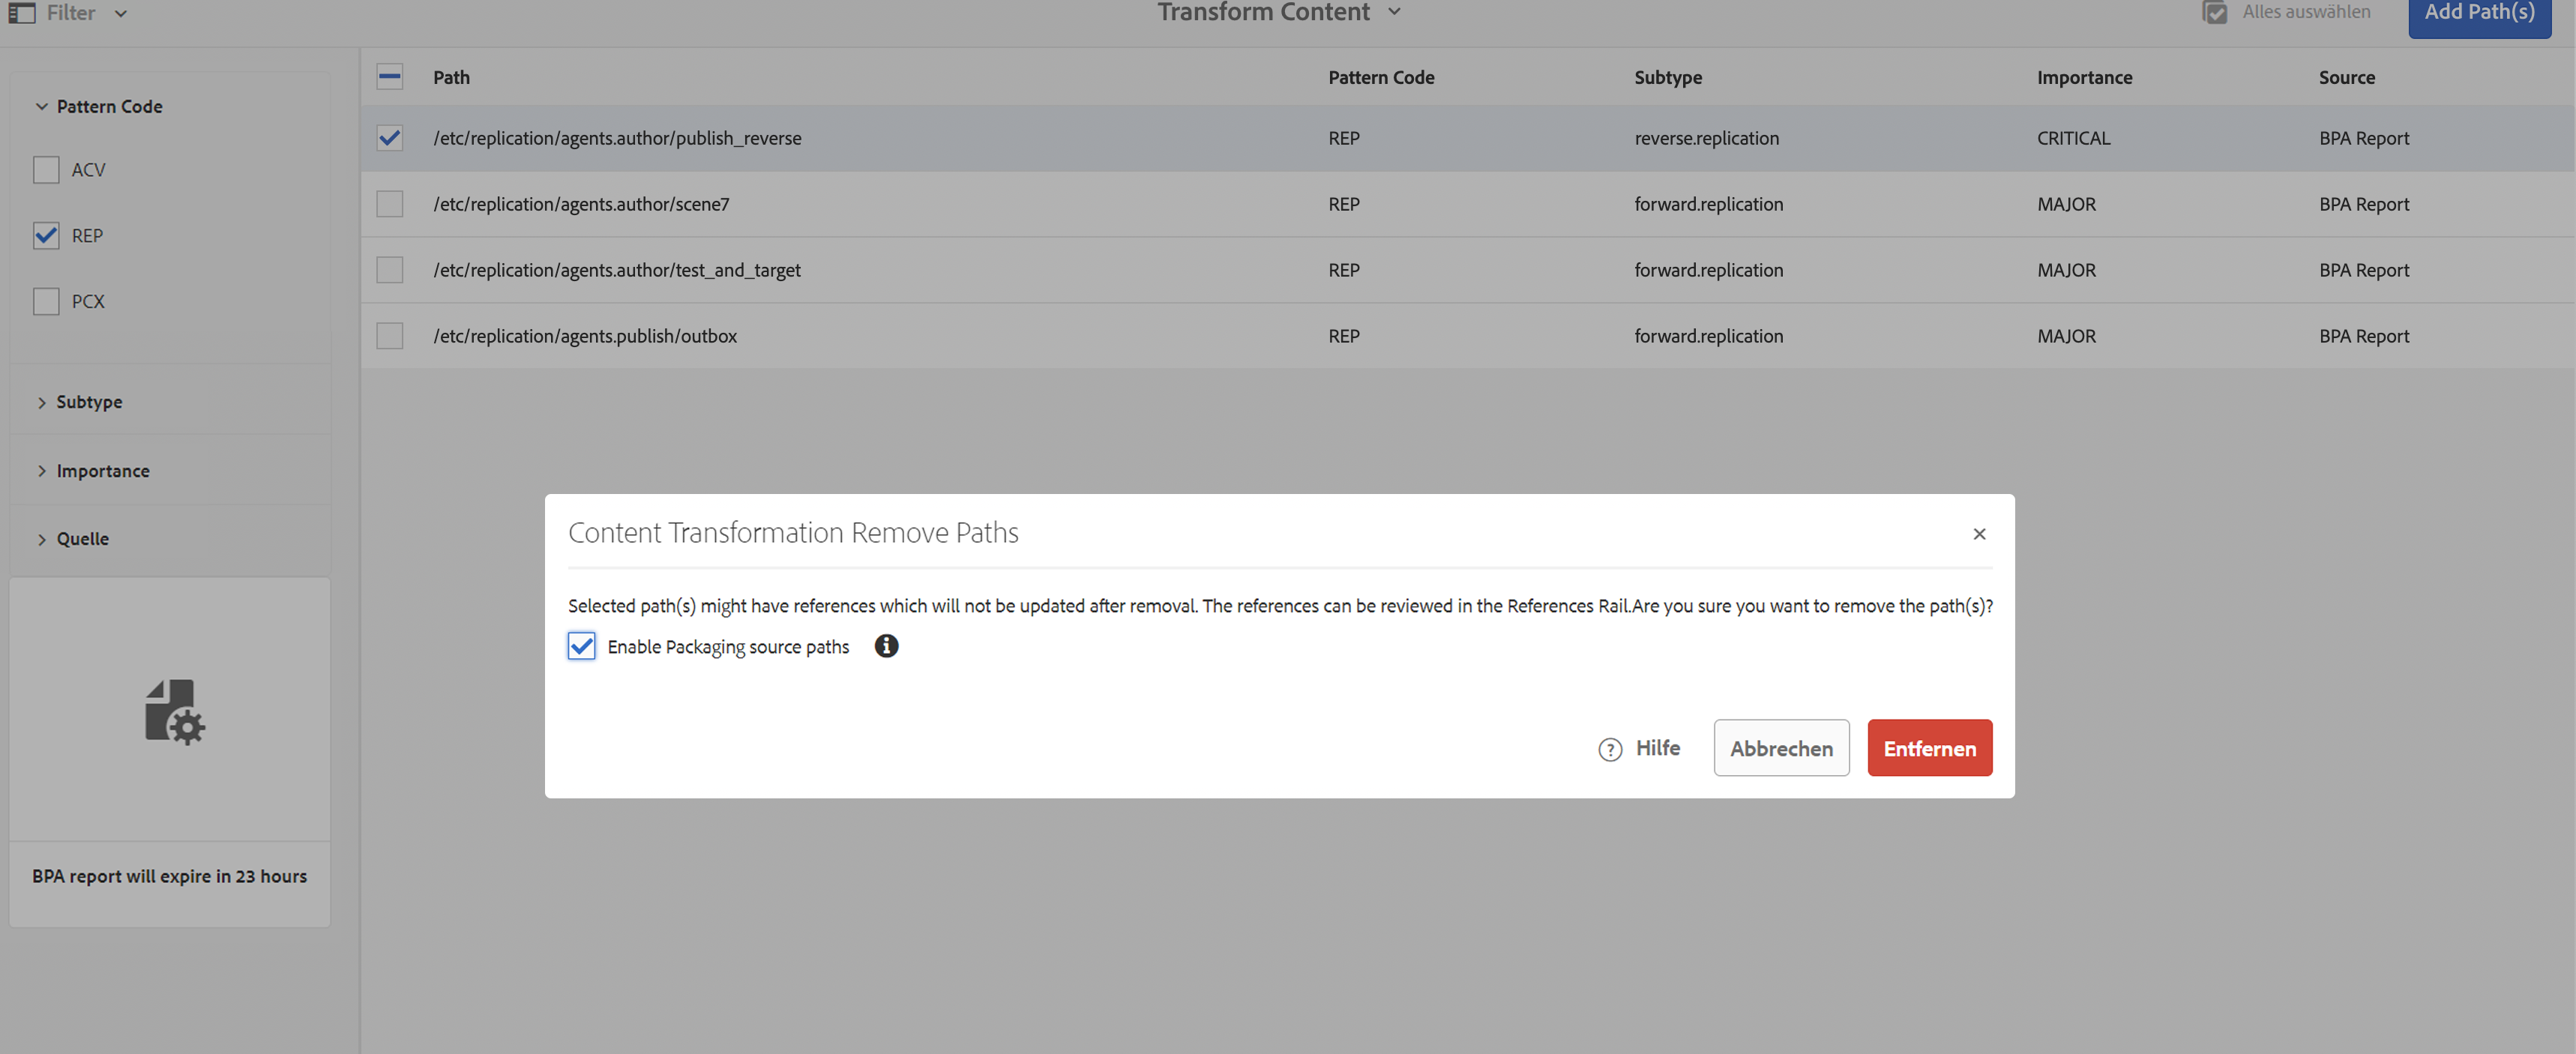 Filter
Transform Content
Alles auswählen
Add Path(s)
Pattern Code
ACV
REP
PCX
Subtype
Importance
Quelle
BPA report will expire in 23 hours
Path Pattern Code Subtype Importance Source
/etc/replication/agents.author/publish_reverse REP reverse.replication CRITICAL BPA Report
/etc/replication/agents.author/scene7 REP forward.replication MAJOR BPA Report
/etc/replication/agents.author/test_and_target REP forward.replication MAJOR BPA Report
/etc/replication/agents.publish/outbox REP forward.replication MAJOR BPA Report
Content Transformation Remove Paths
Selected path(s) might have references which will not be updated after removal. The references can be reviewed in the References Rail.Are you sure you want to remove the path(s)?
Enable Packaging source paths
Hilfe
Abbrechen
Entfernen